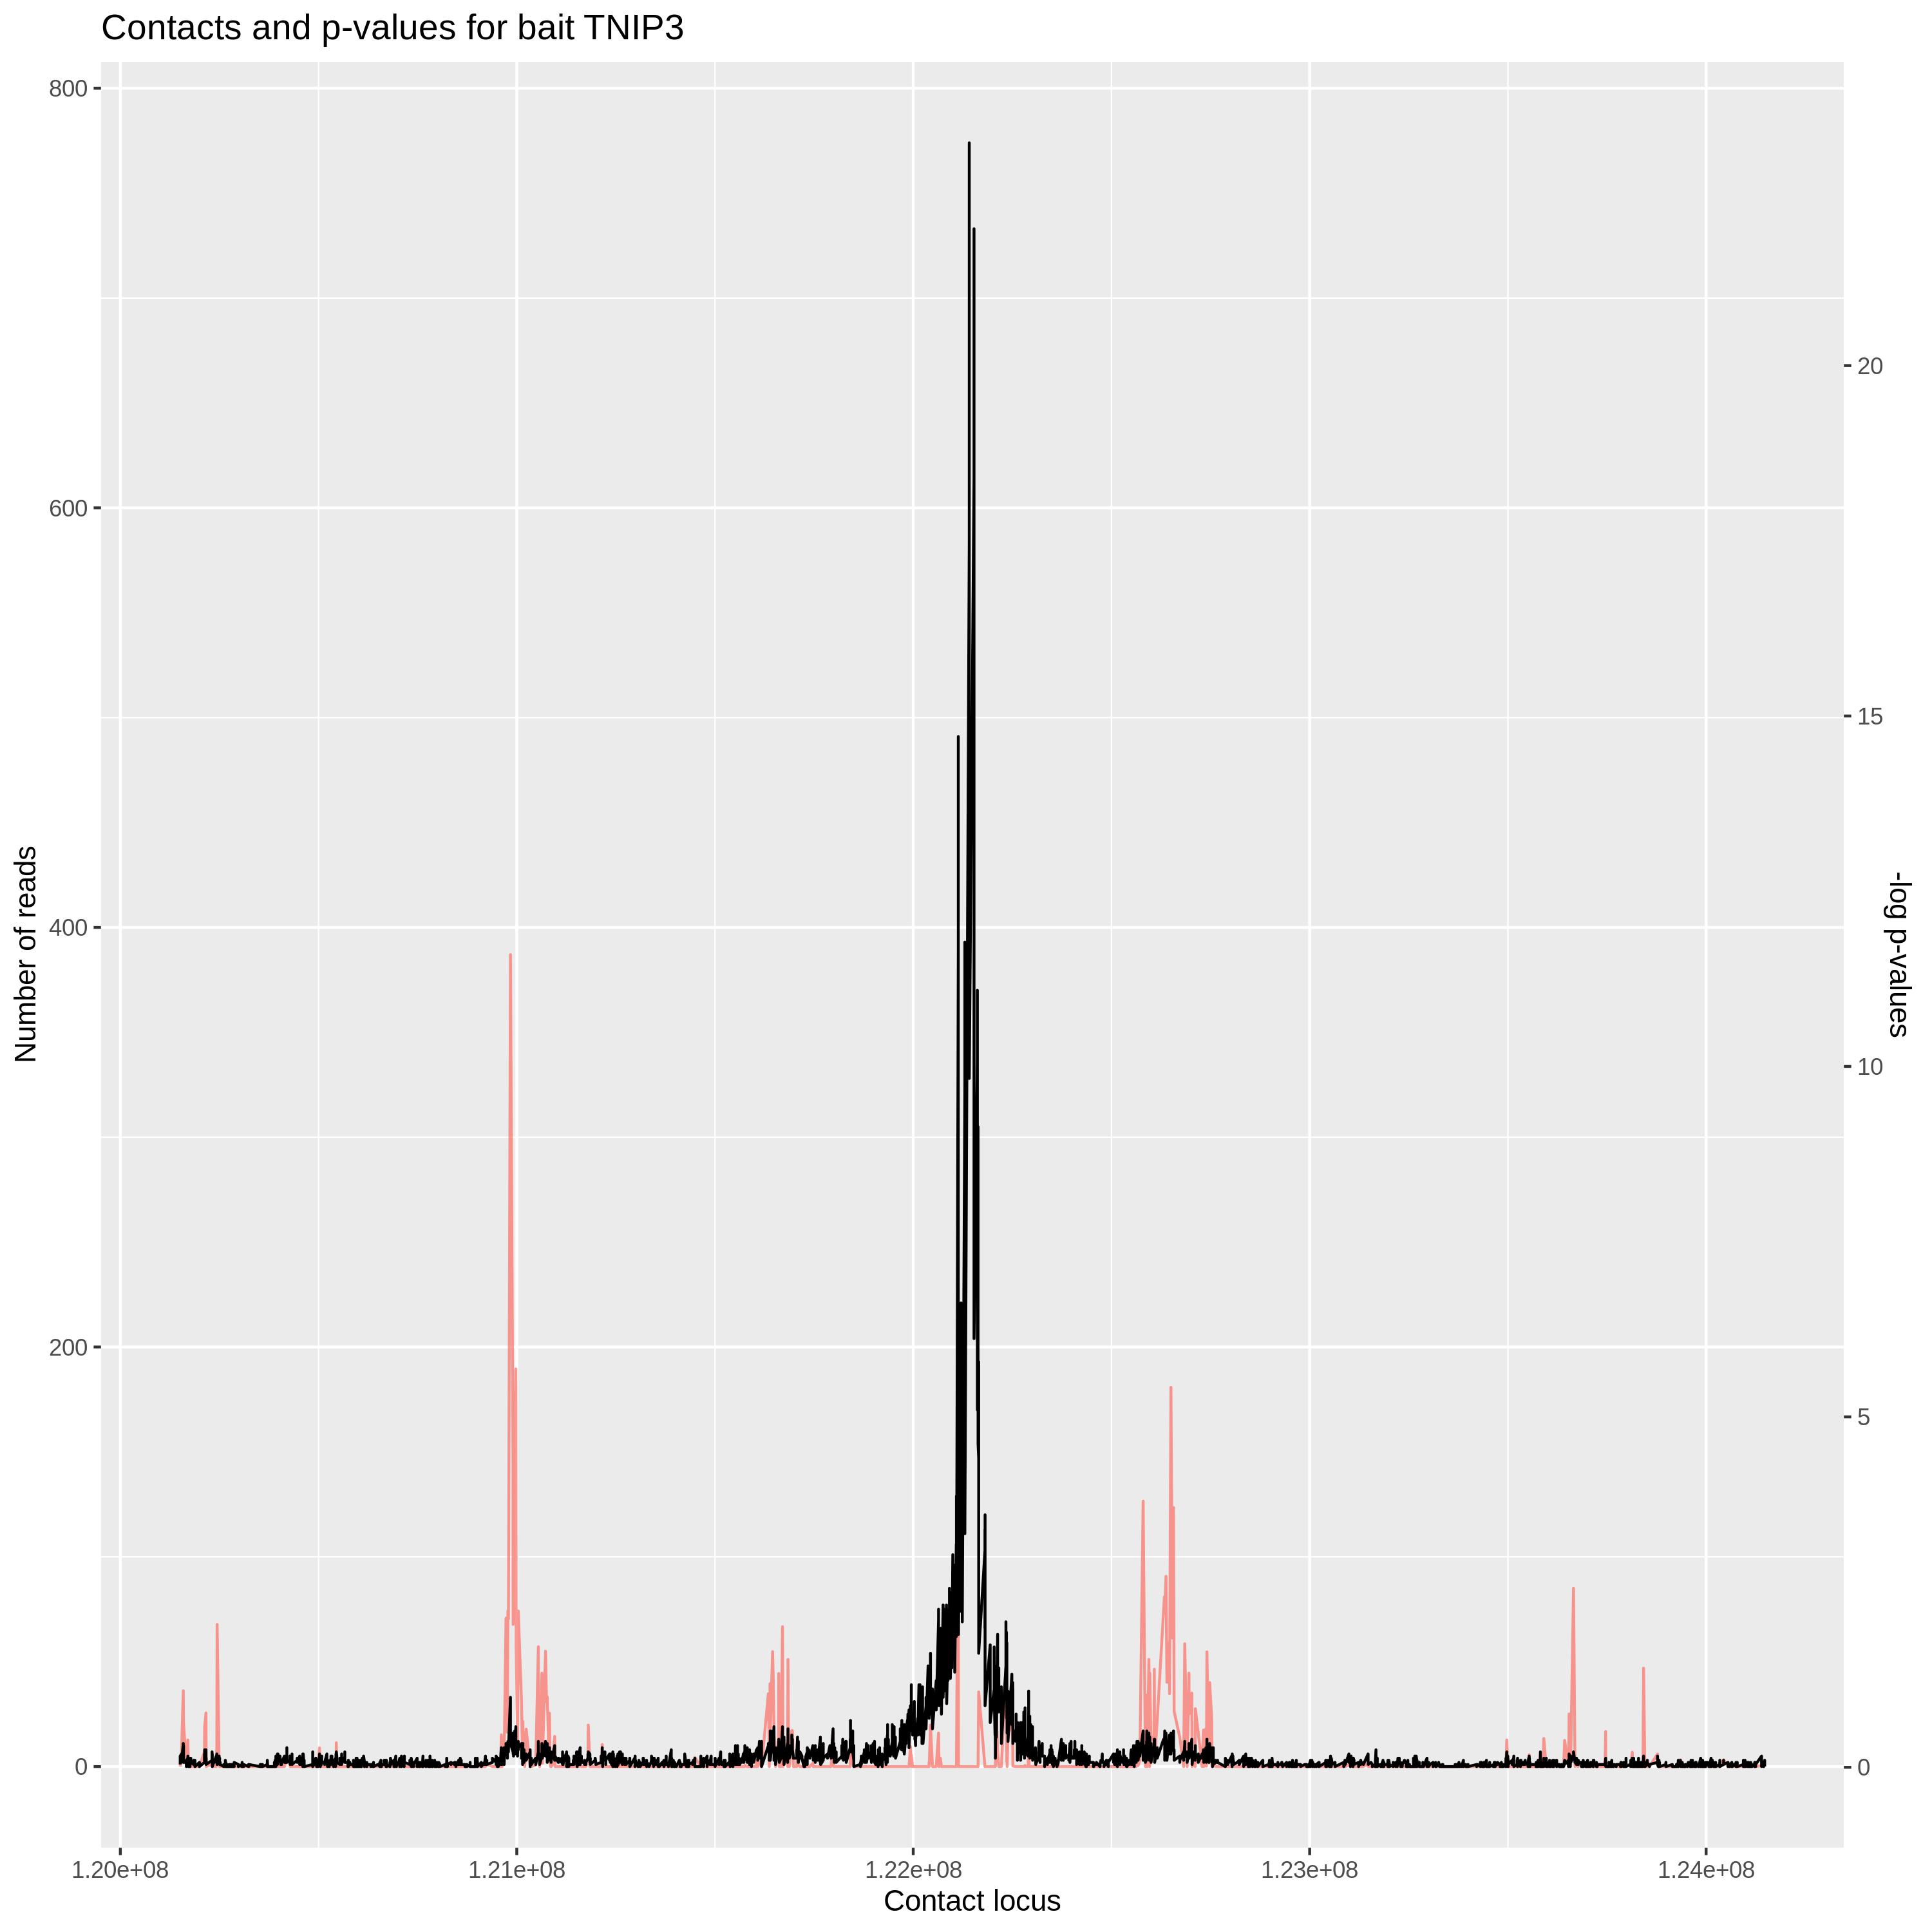 Contacts and p-values for bait TNIP3
800
600
400
200
0
Number of reads
20
15
10
5
0
-log p-values
1.20e+08
1.21e+08
1.22e+08
1.23e+08
1.24e+08
Contact locus